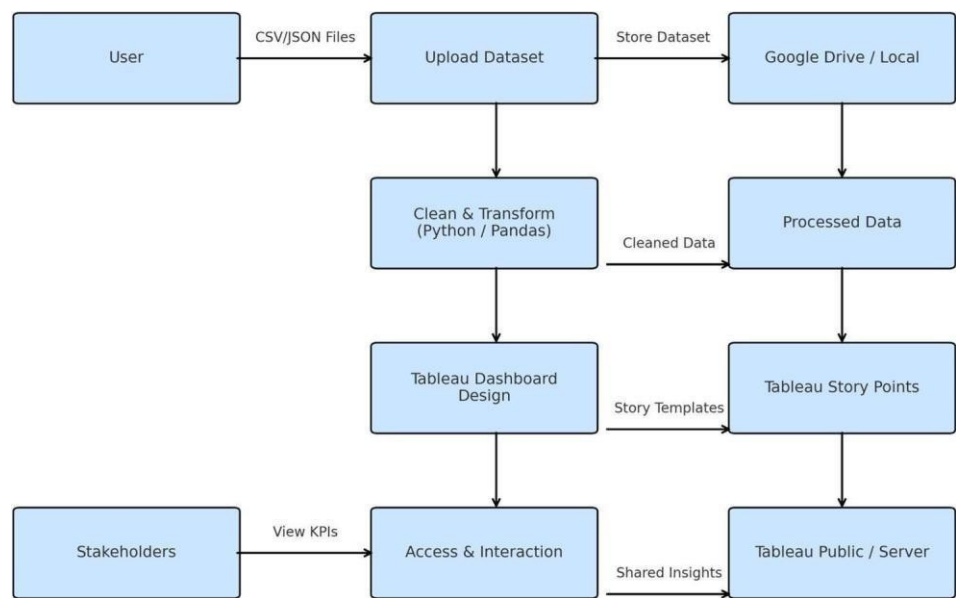 User
CSV/JSON Files
Upload Dataset
Store Dataset
Google Drive / Local
Clean & Transform
(Python / Pandas)
Cleaned Data
Processed Data
Tableau Dashboard
Design
Story Templates
Tableau Story Points
Stakeholders
View KPIs
Access & Interaction
Shared Insights
Tableau Public / Server